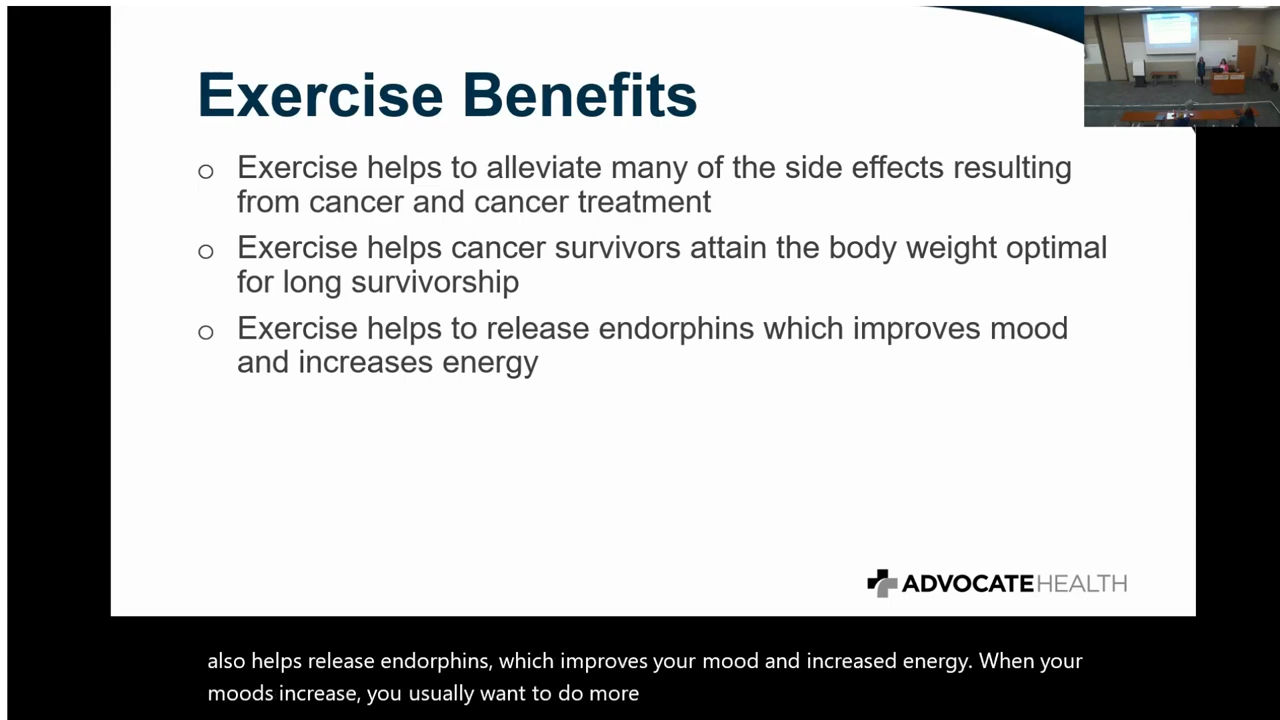 Exercise Benefits
o Exercise helps to alleviate many of the side effects resulting
from cancer and cancer treatment
o Exercise helps cancer survivors attain the body weight optimal
for long survivorship
o Exercise helps to release endorphins which improves mood
and increases energy
ADVOCATEHEALTH
also helps release endorphins, which improves your mood and increased energy. When your
moods increase, you usually want to do more